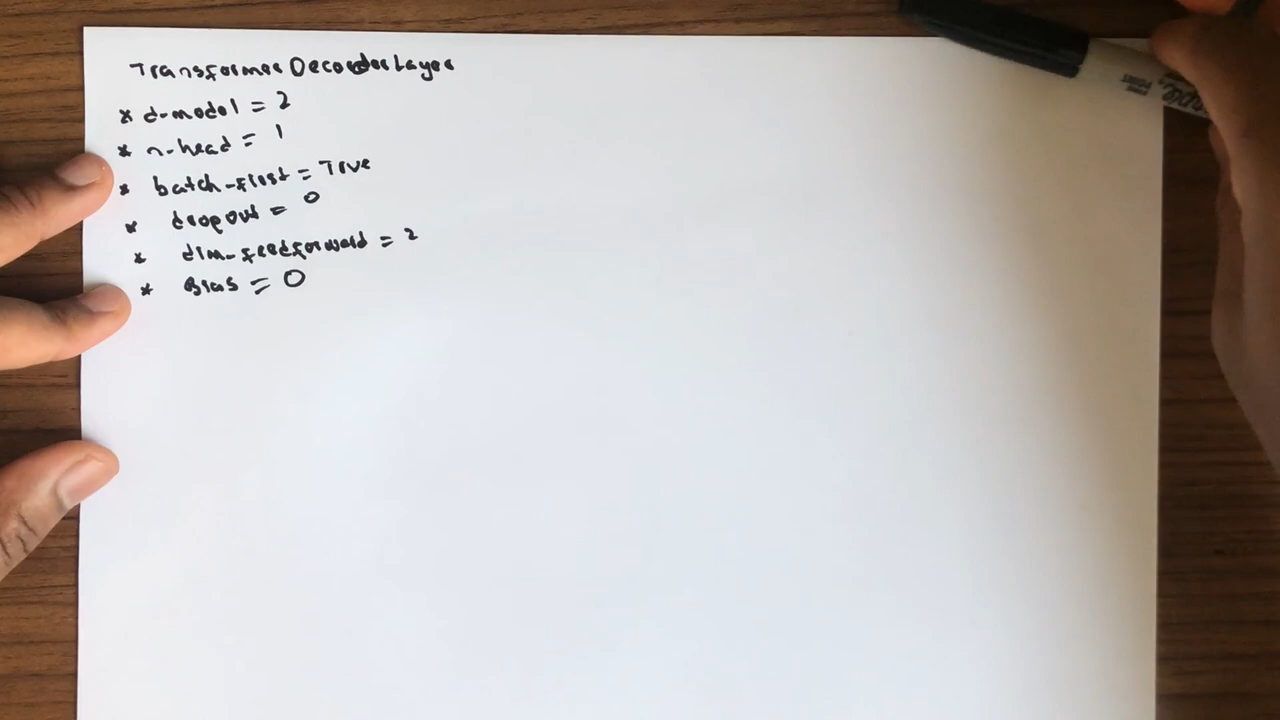 TransformerDecoderLayer
* d-model = 2
* n-head = 1
* batch-first = True
* dropout = 0
* dim-feedforward = 2
* Bias = 0